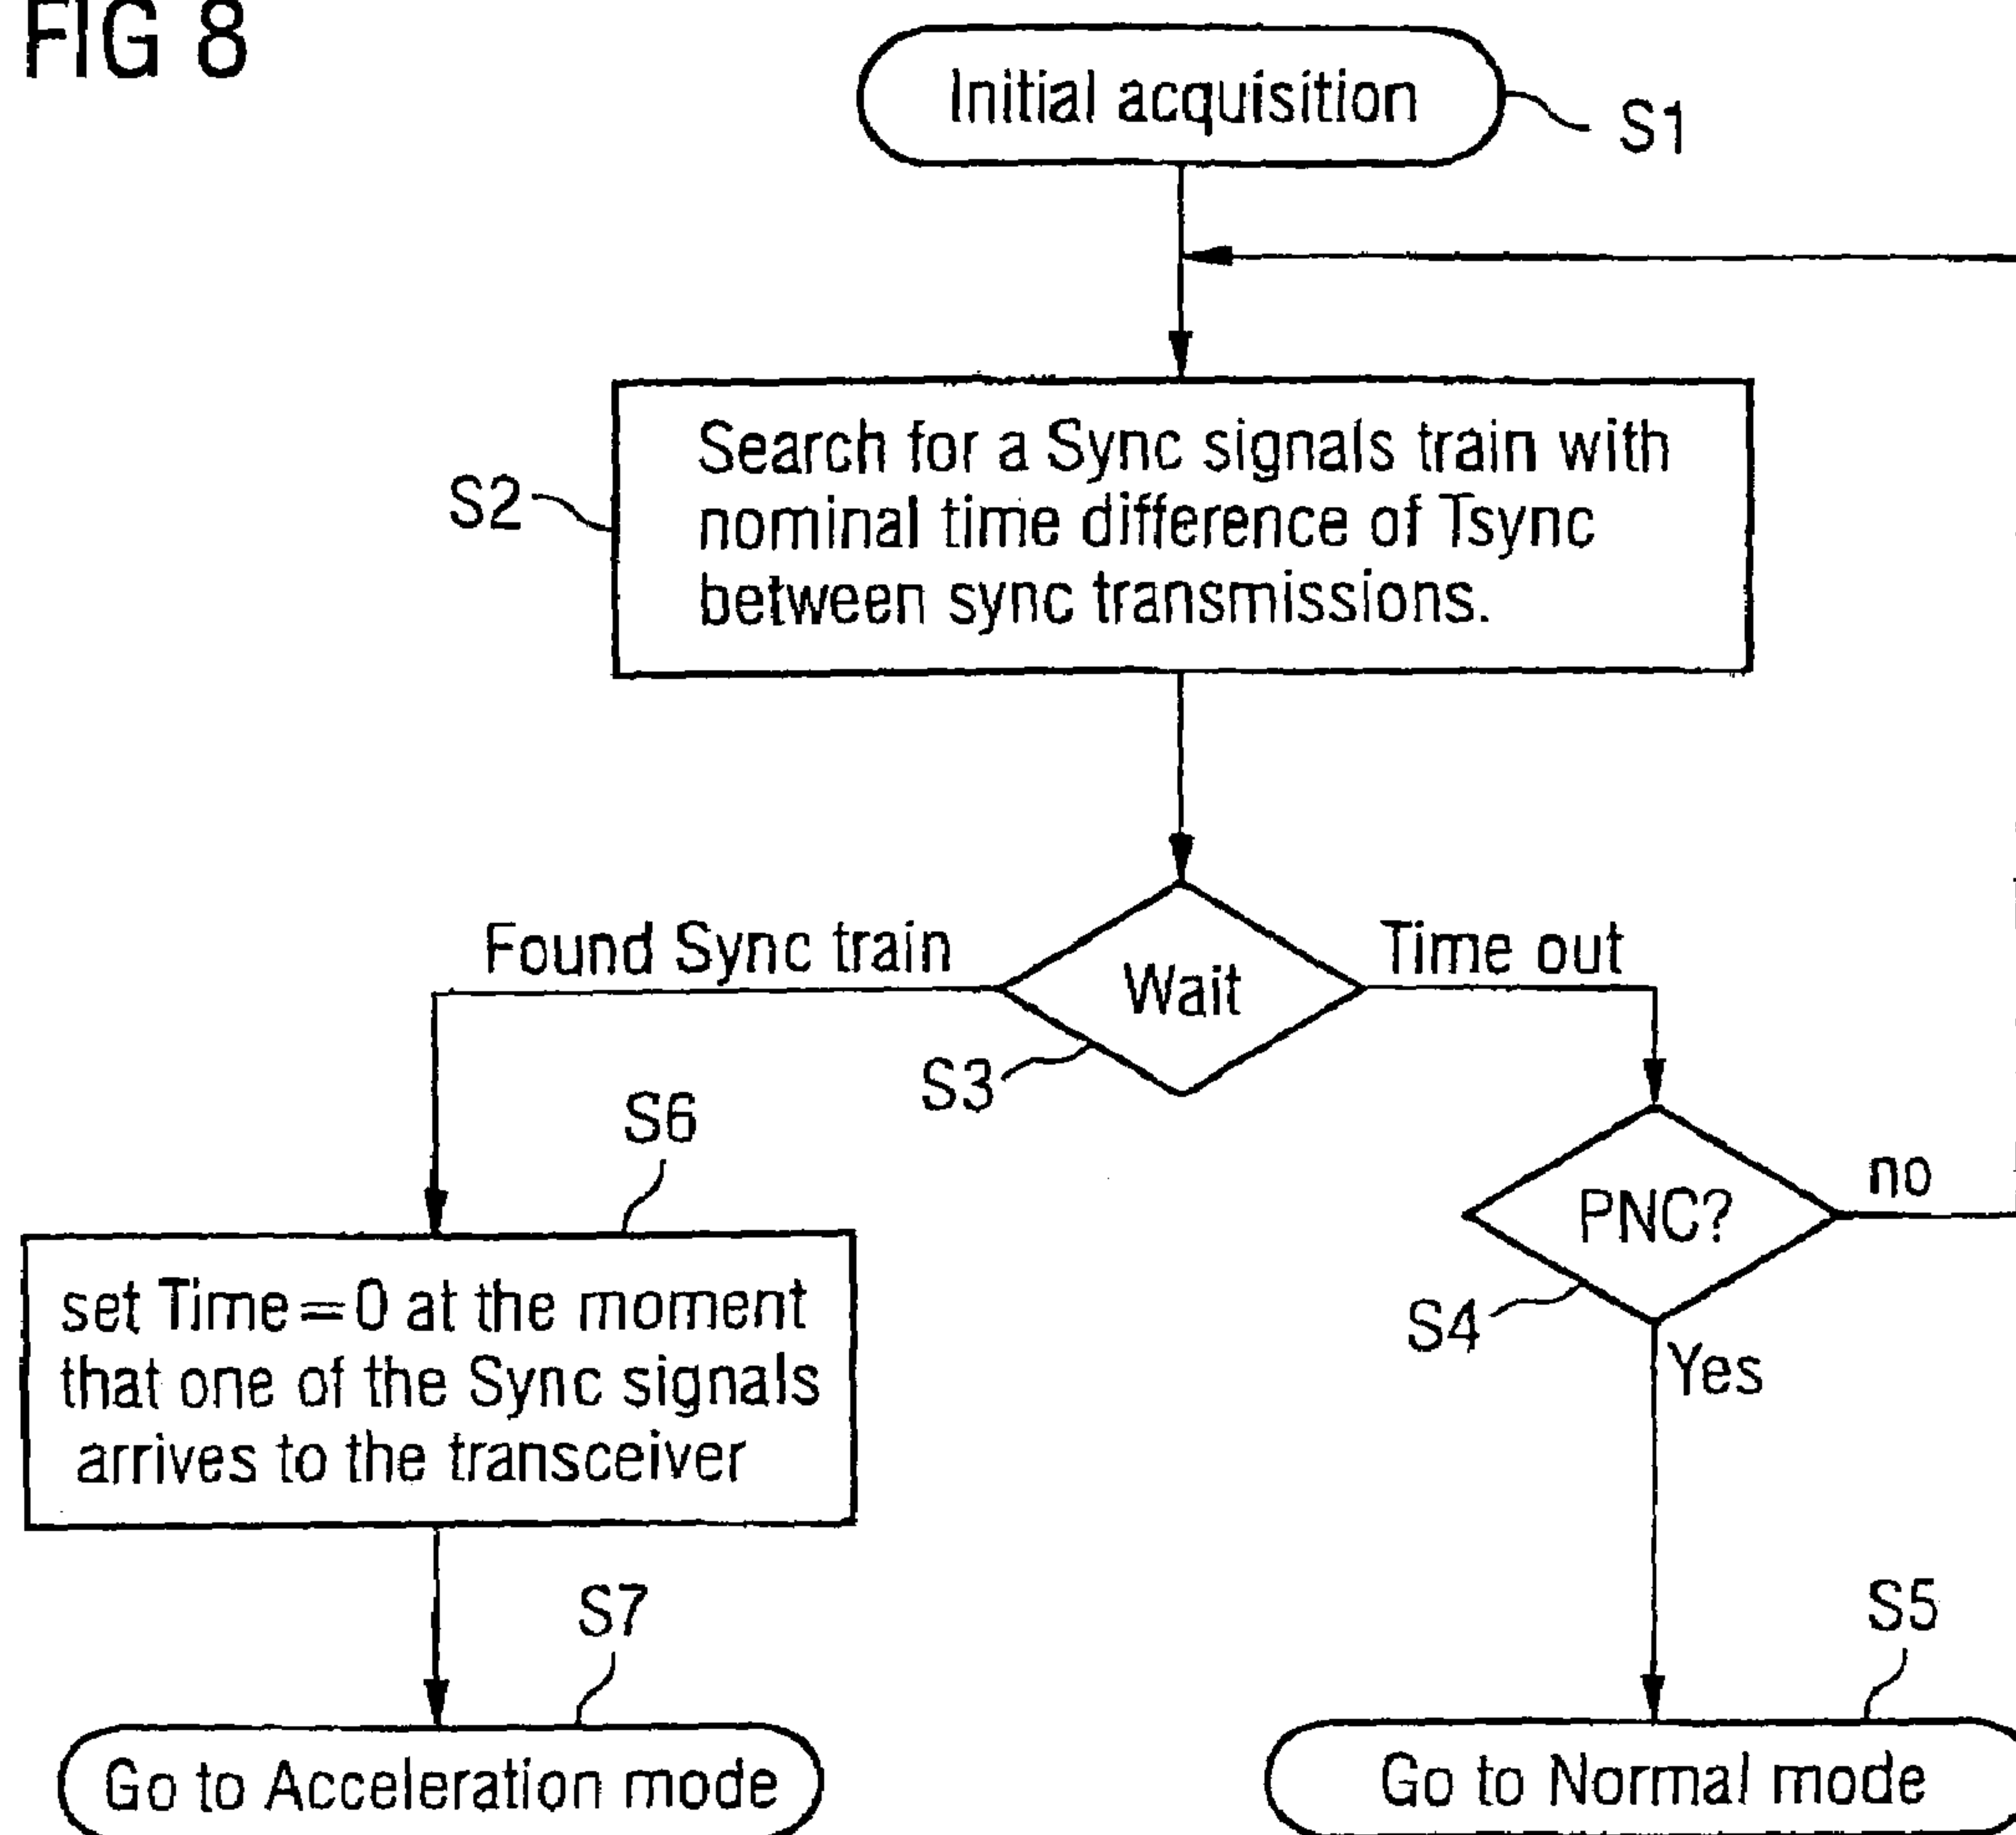 FIG 8
Initial acquisition
S1
Search for a Sync signals train with
nominal time difference of Tsync
between sync transmissions.
S2
Found Sync train
Wait
Time out
S3
S6
PNC?
no
S4
Yes
set Time=0 at the moment
that one of the Sync signals
arrives to the transceiver
S7
S5
Go to Acceleration mode
Go to Normal mode